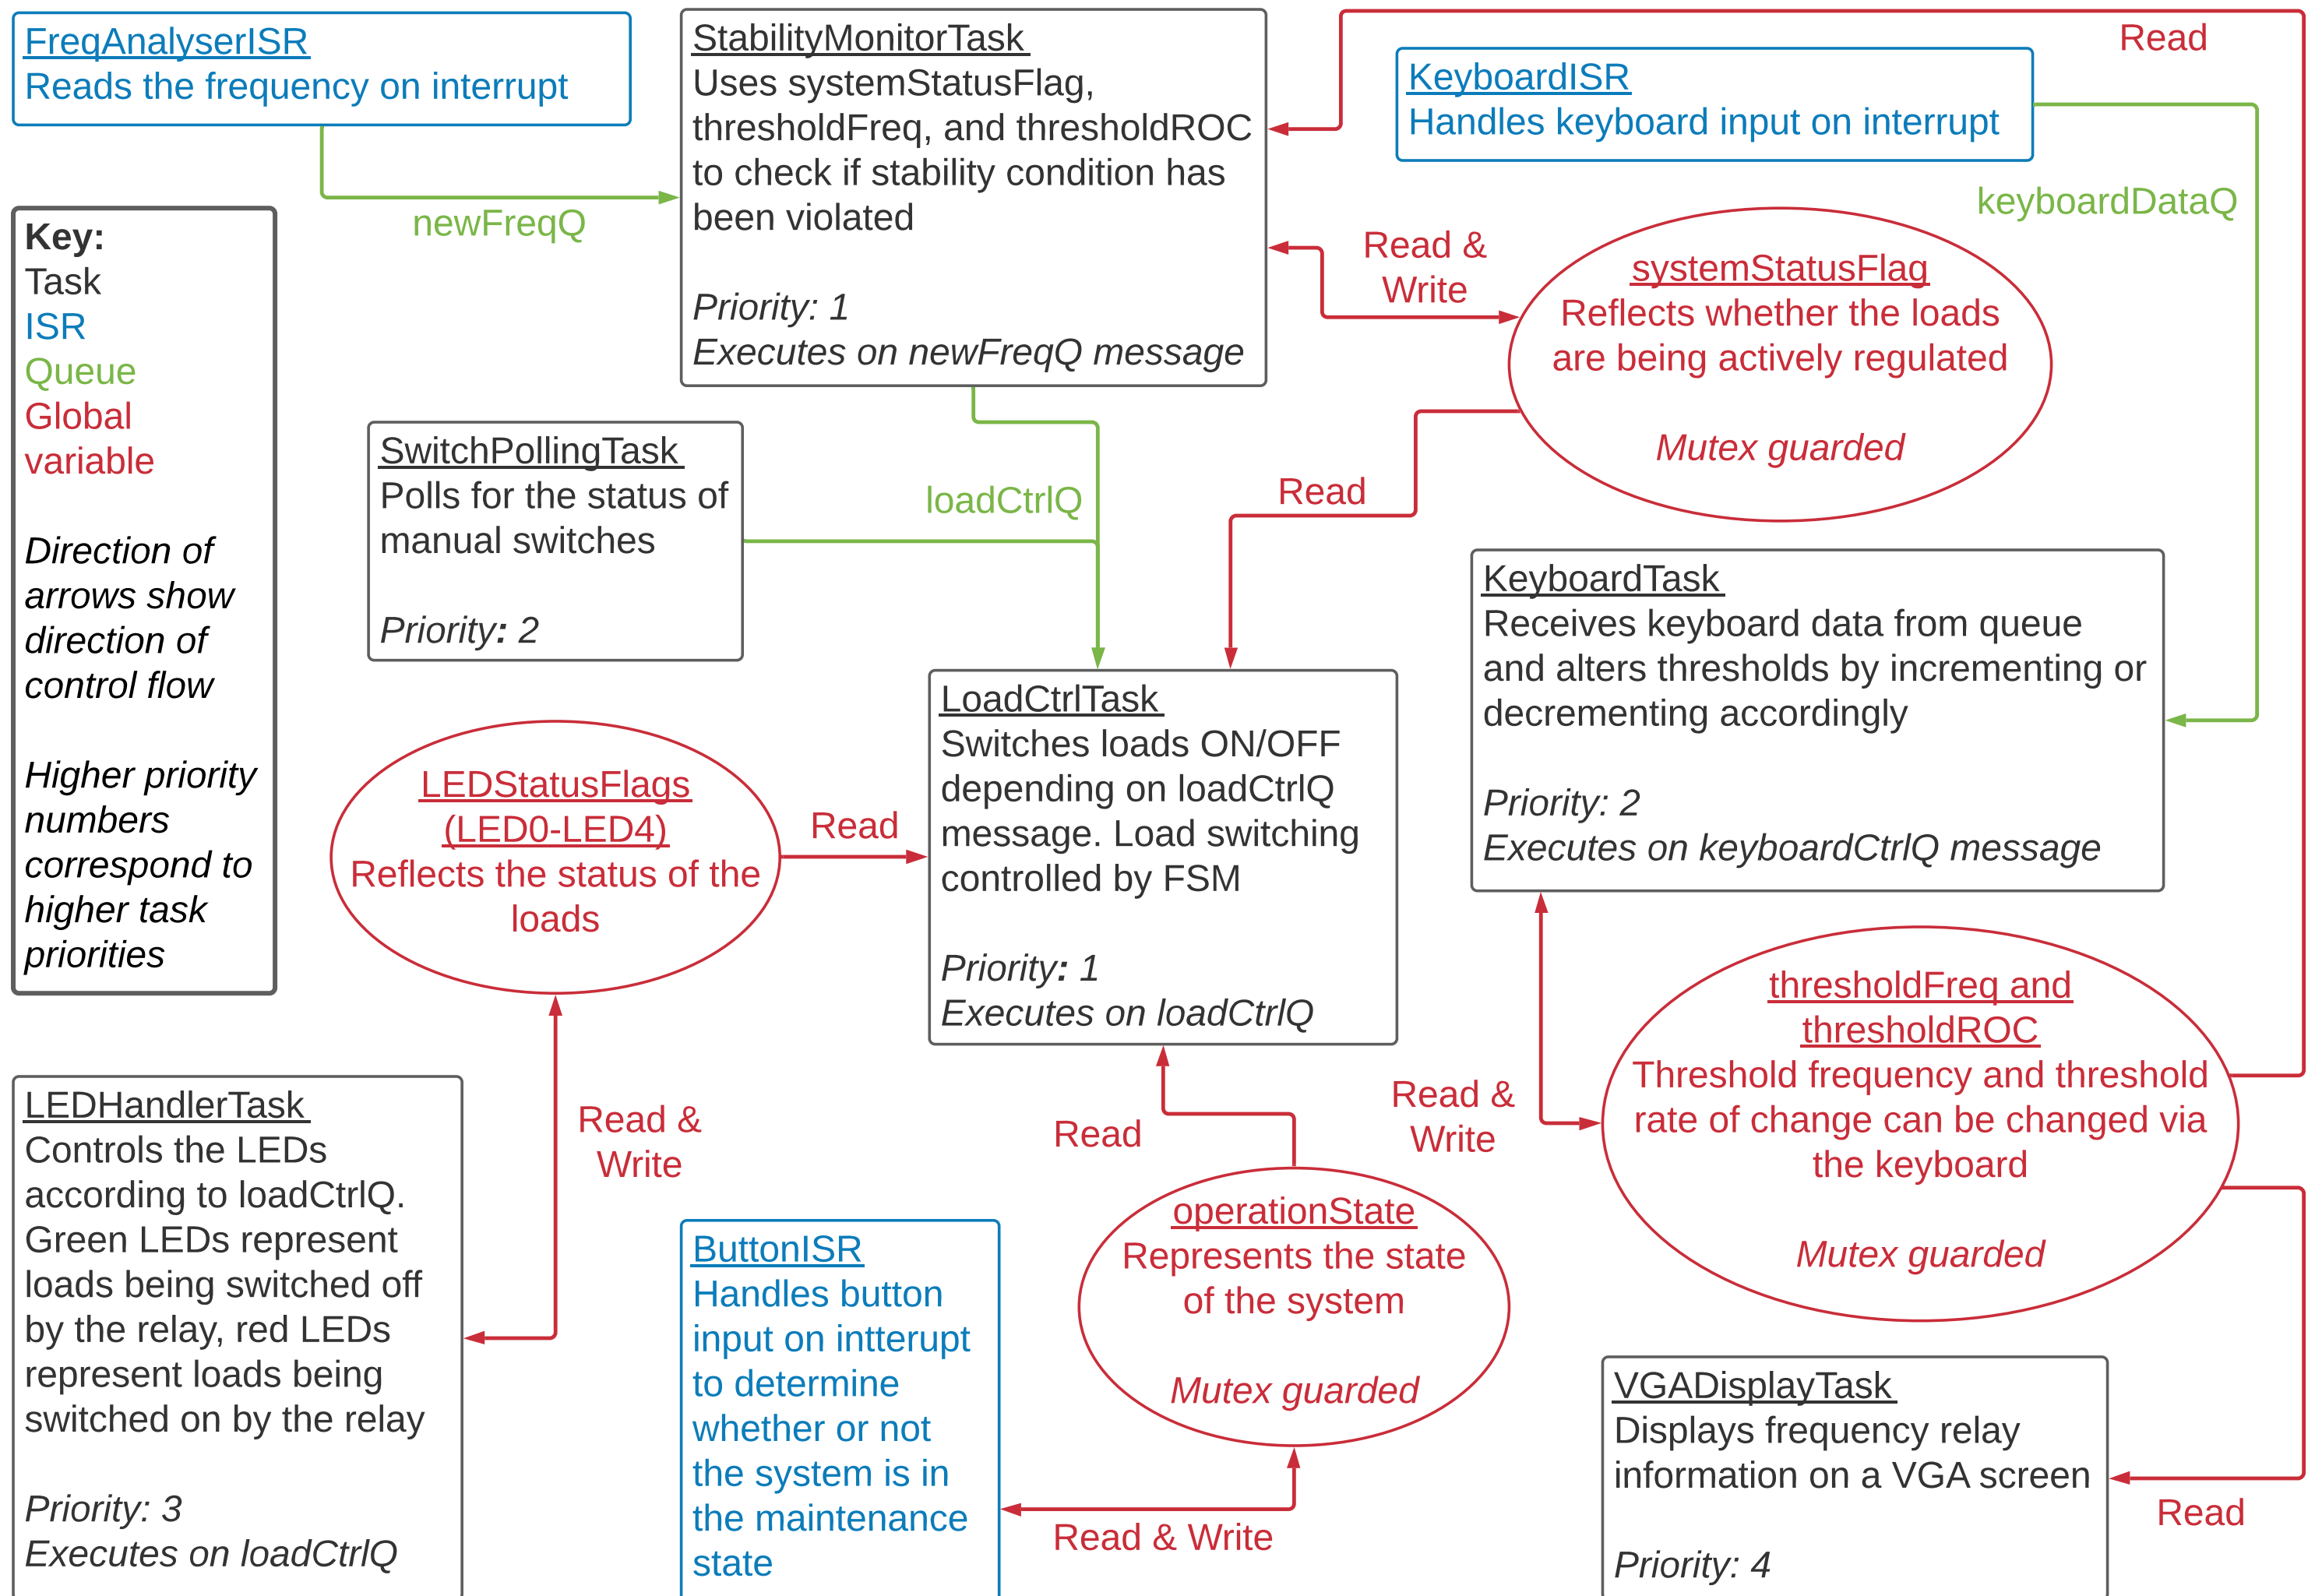 FreqAnalyserISR
Reads the frequency on interrupt
StabilityMonitorTask
Uses systemStatusFlag,
thresholdFreq, and thresholdROC
to check if stability condition has
been violated
Priority: 1
Executes on newFreqQ message
Read
KeyboardISR
Handles keyboard input on interrupt
newFreqQ
keyboardDataQ
Key:
Task
ISR
Queue
Global
variable
Direction of
arrows show
direction of
control flow
Higher priority
numbers
correspond to
higher task
priorities
Read &
Write
systemStatusFlag
Reflects whether the loads
are being actively regulated
Mutex guarded
SwitchPollingTask
Polls for the status of
manual switches
Priority: 2
loadCtrlQ
Read
KeyboardTask
Receives keyboard data from queue
and alters thresholds by incrementing or
decrementing accordingly
Priority: 2
Executes on keyboardCtrlQ message
LoadCtrlTask
Switches loads ON/OFF
depending on loadCtrlQ
message. Load switching
controlled by FSM
Priority: 1
Executes on loadCtrlQ
LEDStatusFlags
(LED0-LED4)
Reflects the status of the
loads
Read
thresholdFreq and
thresholdROC
Threshold frequency and threshold
rate of change can be changed via
the keyboard
Mutex guarded
LEDHandlerTask
Controls the LEDs
according to loadCtrlQ.
Green LEDs represent
loads being switched off
by the relay, red LEDs
represent loads being
switched on by the relay
Priority: 3
Executes on loadCtrlQ
Read &
Write
Read
Read &
Write
ButtonISR
Handles button
input on itterupt
to determine
whether or not
the system is in
the maintenance
state
operationState
Represents the state
of the system
Mutex guarded
Read & Write
VGADisplayTask
Displays frequency relay
information on a VGA screen
Priority: 4
Read